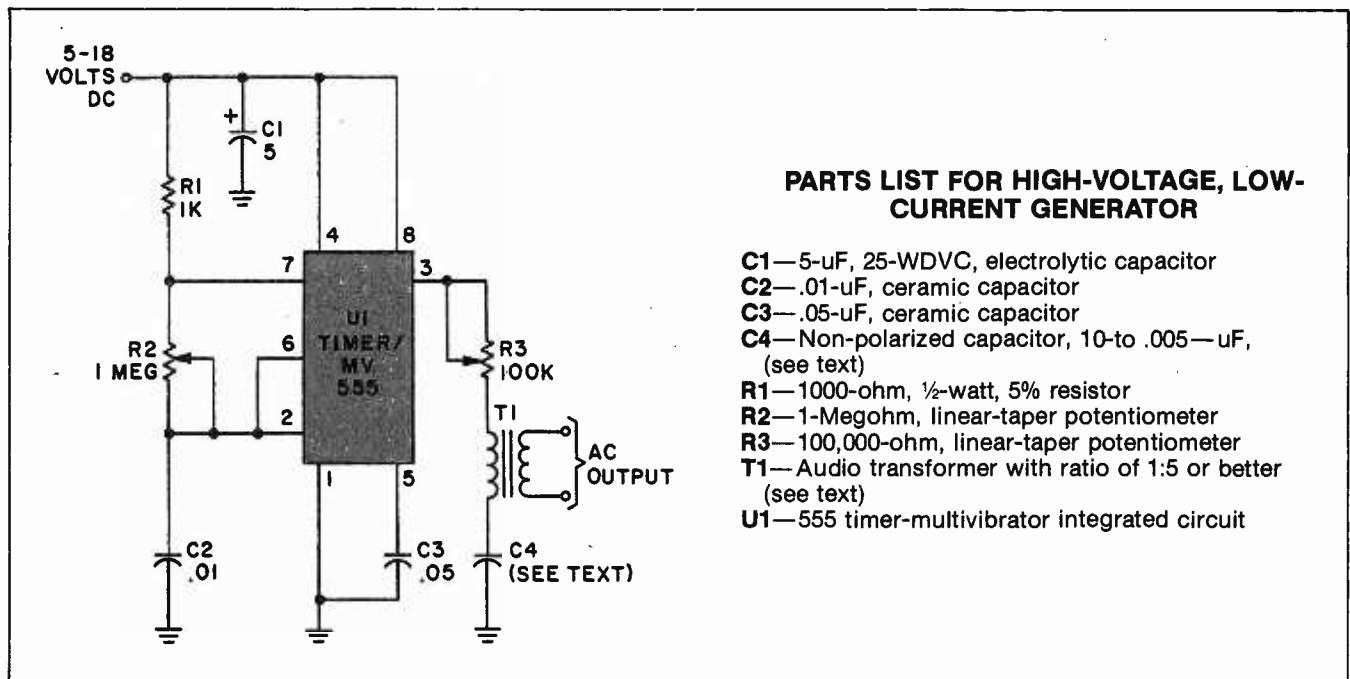 5-18
VOLTS
DC
+
C1
5
R1
1K
4
8
7
3
U1
TIMER/
MV
555
6
R2
1 MEG
R3
100K
2
T1
AC
OUTPUT
1
5
C2
.01
C3
.05
C4
(SEE TEXT)
PARTS LIST FOR HIGH-VOLTAGE, LOW-
CURRENT GENERATOR
C1—5-uF, 25-WDVC, electrolytic capacitor
C2—.01-uF, ceramic capacitor
C3—.05-uF, ceramic capacitor
C4—Non-polarized capacitor, 10-to .005—uF,
(see text)
R1—1000-ohm, ½-watt, 5% resistor
R2—1-Megohm, linear-taper potentiometer
R3—100,000-ohm, linear-taper potentiometer
T1—Audio transformer with ratio of 1:5 or better
(see text)
U1—555 timer-multivibrator integrated circuit